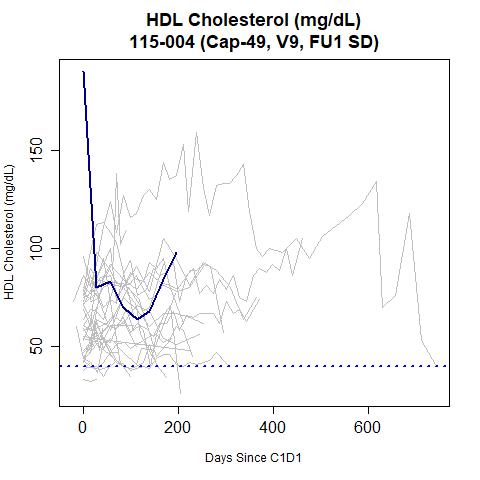 HDL Cholesterol (mg/dL)
115-004 (Cap-49, V9, FU1 SD)
HDL Cholesterol (mg/dL)
150
100
50
0
200
400
600
Days Since C1D1